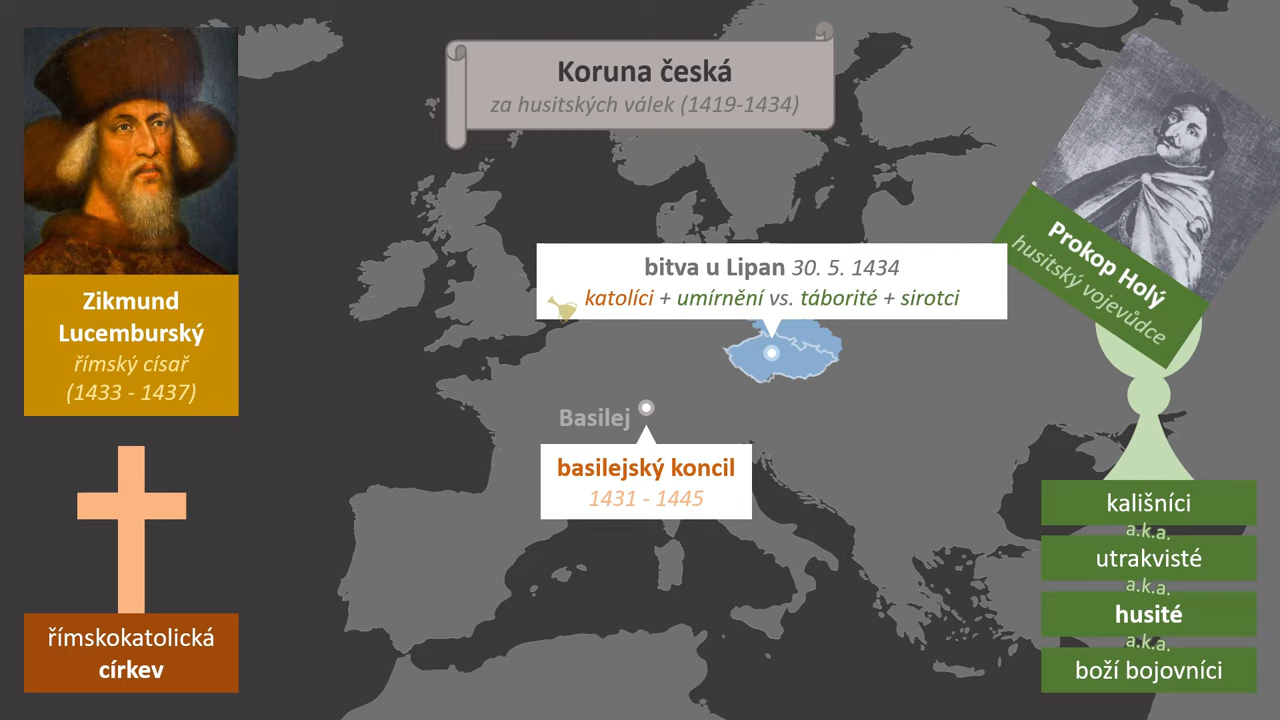 Koruna česká
za husitských válek (1419-1434)
Zikmund
Lucemburský
římský císař
(1433 - 1437)
římskokatolická
církev
bitva u Lipan 30. 5. 1434
katolíci + umírnění vs. táborité + sirotci
Basilej
basilejský koncil
1431 - 1445
Prokop Holý
husitský vojevůdce
kališníci
a.k.a.
utrakvisté
a.k.a.
husité
a.k.a.
boží bojovníci